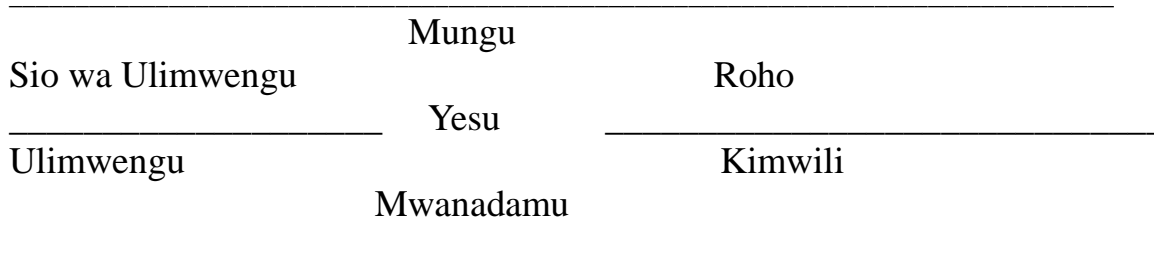 Mungu
Sio wa Ulimwengu Roho
Yesu
Ulimwengu Kimwili
Mwanadamu